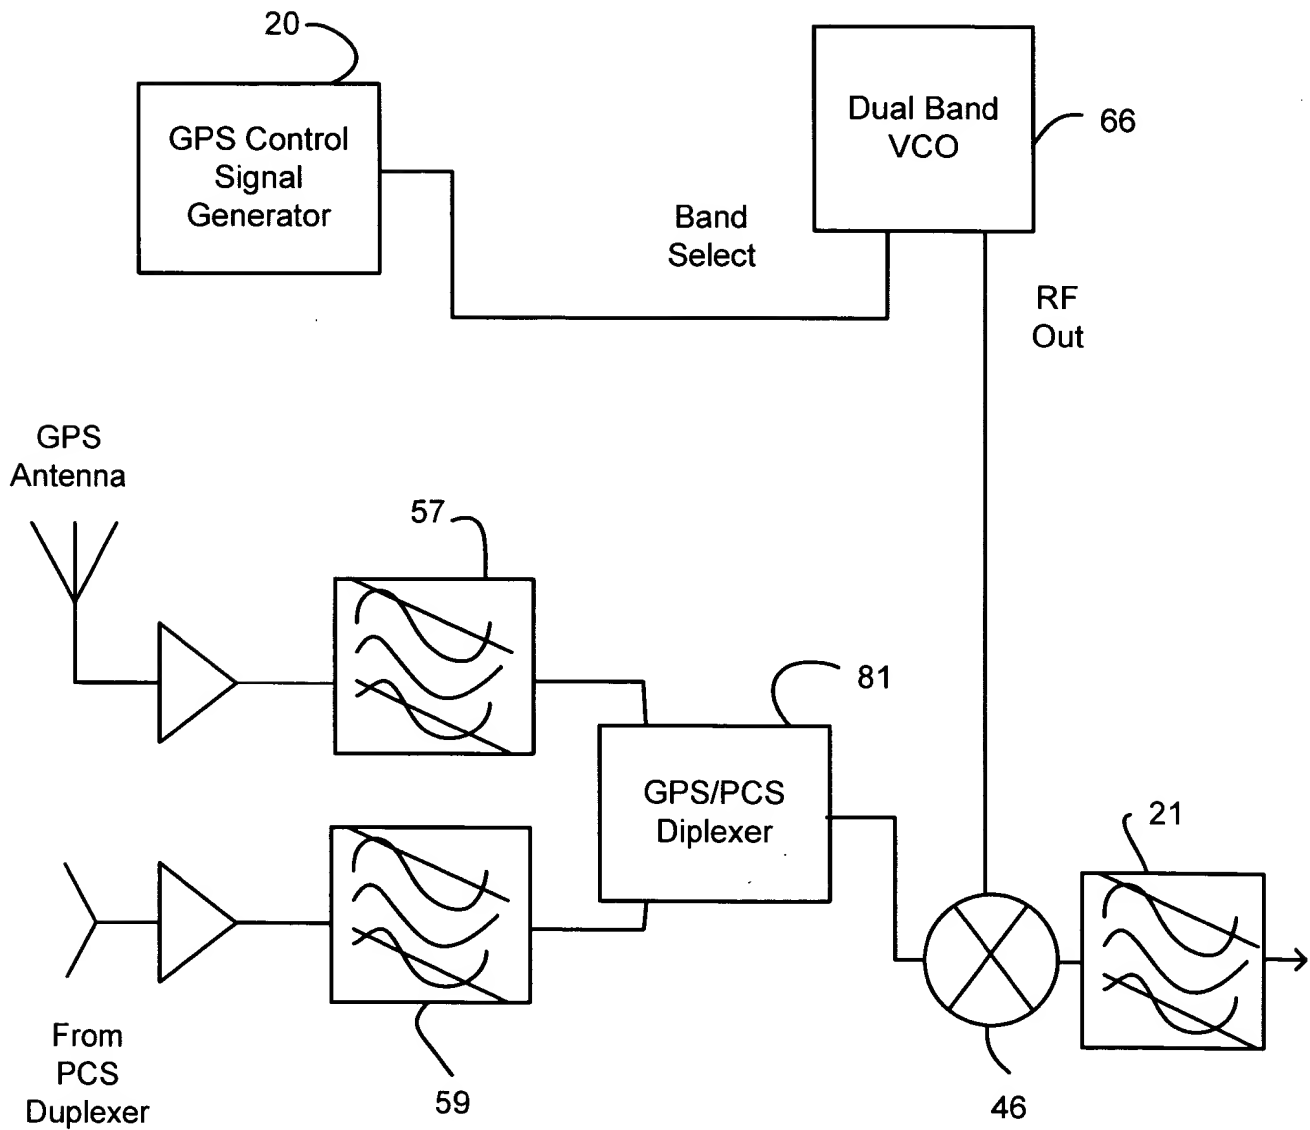 20
GPS Control
Signal
Generator
Dual Band
VCO
66
Band
Select
RF
Out
GPS
Antenna
57
81
GPS/PCS
Diplexer
21
From
PCS
Duplexer
59
46